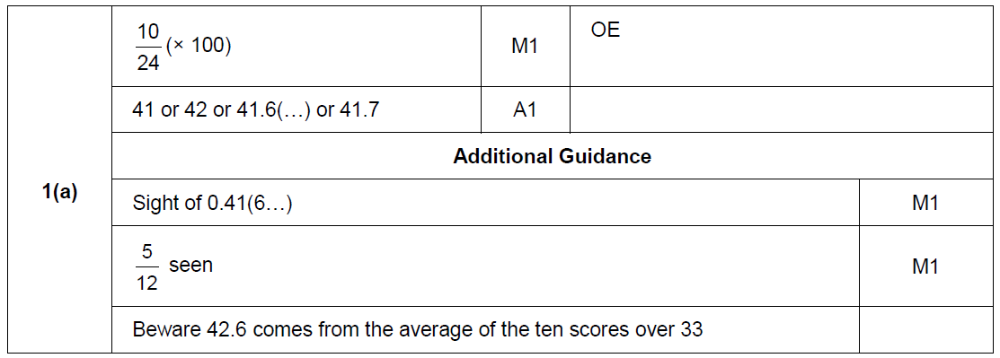 10
24 (× 100)
M1
OE
41 or 42 or 41.6(…) or 41.7
A1
Additional Guidance
1(a)
Sight of 0.41(6…)
M1
5
12 seen
M1
Beware 42.6 comes from the average of the ten scores over 33